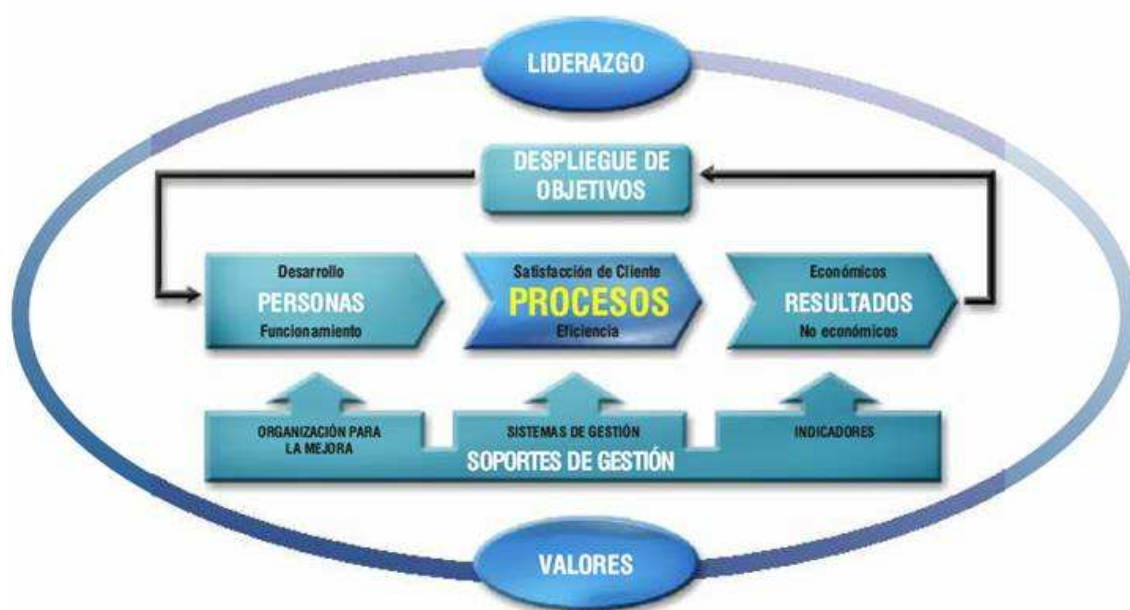 LIDERAZGO
DESPLIEGUE DE
OBJETIVOS
Desarrollo
PERSONAS
Funcionamiento
Satisfacción de Cliente
PROCESOS
Eficiencia
Económicos
RESULTADOS
No económicos
ORGANIZACIÓN PARA
LA MEJORA
SISTEMAS DE GESTIÓN
INDICADORES
SOPORTES DE GESTIÓN
VALORES